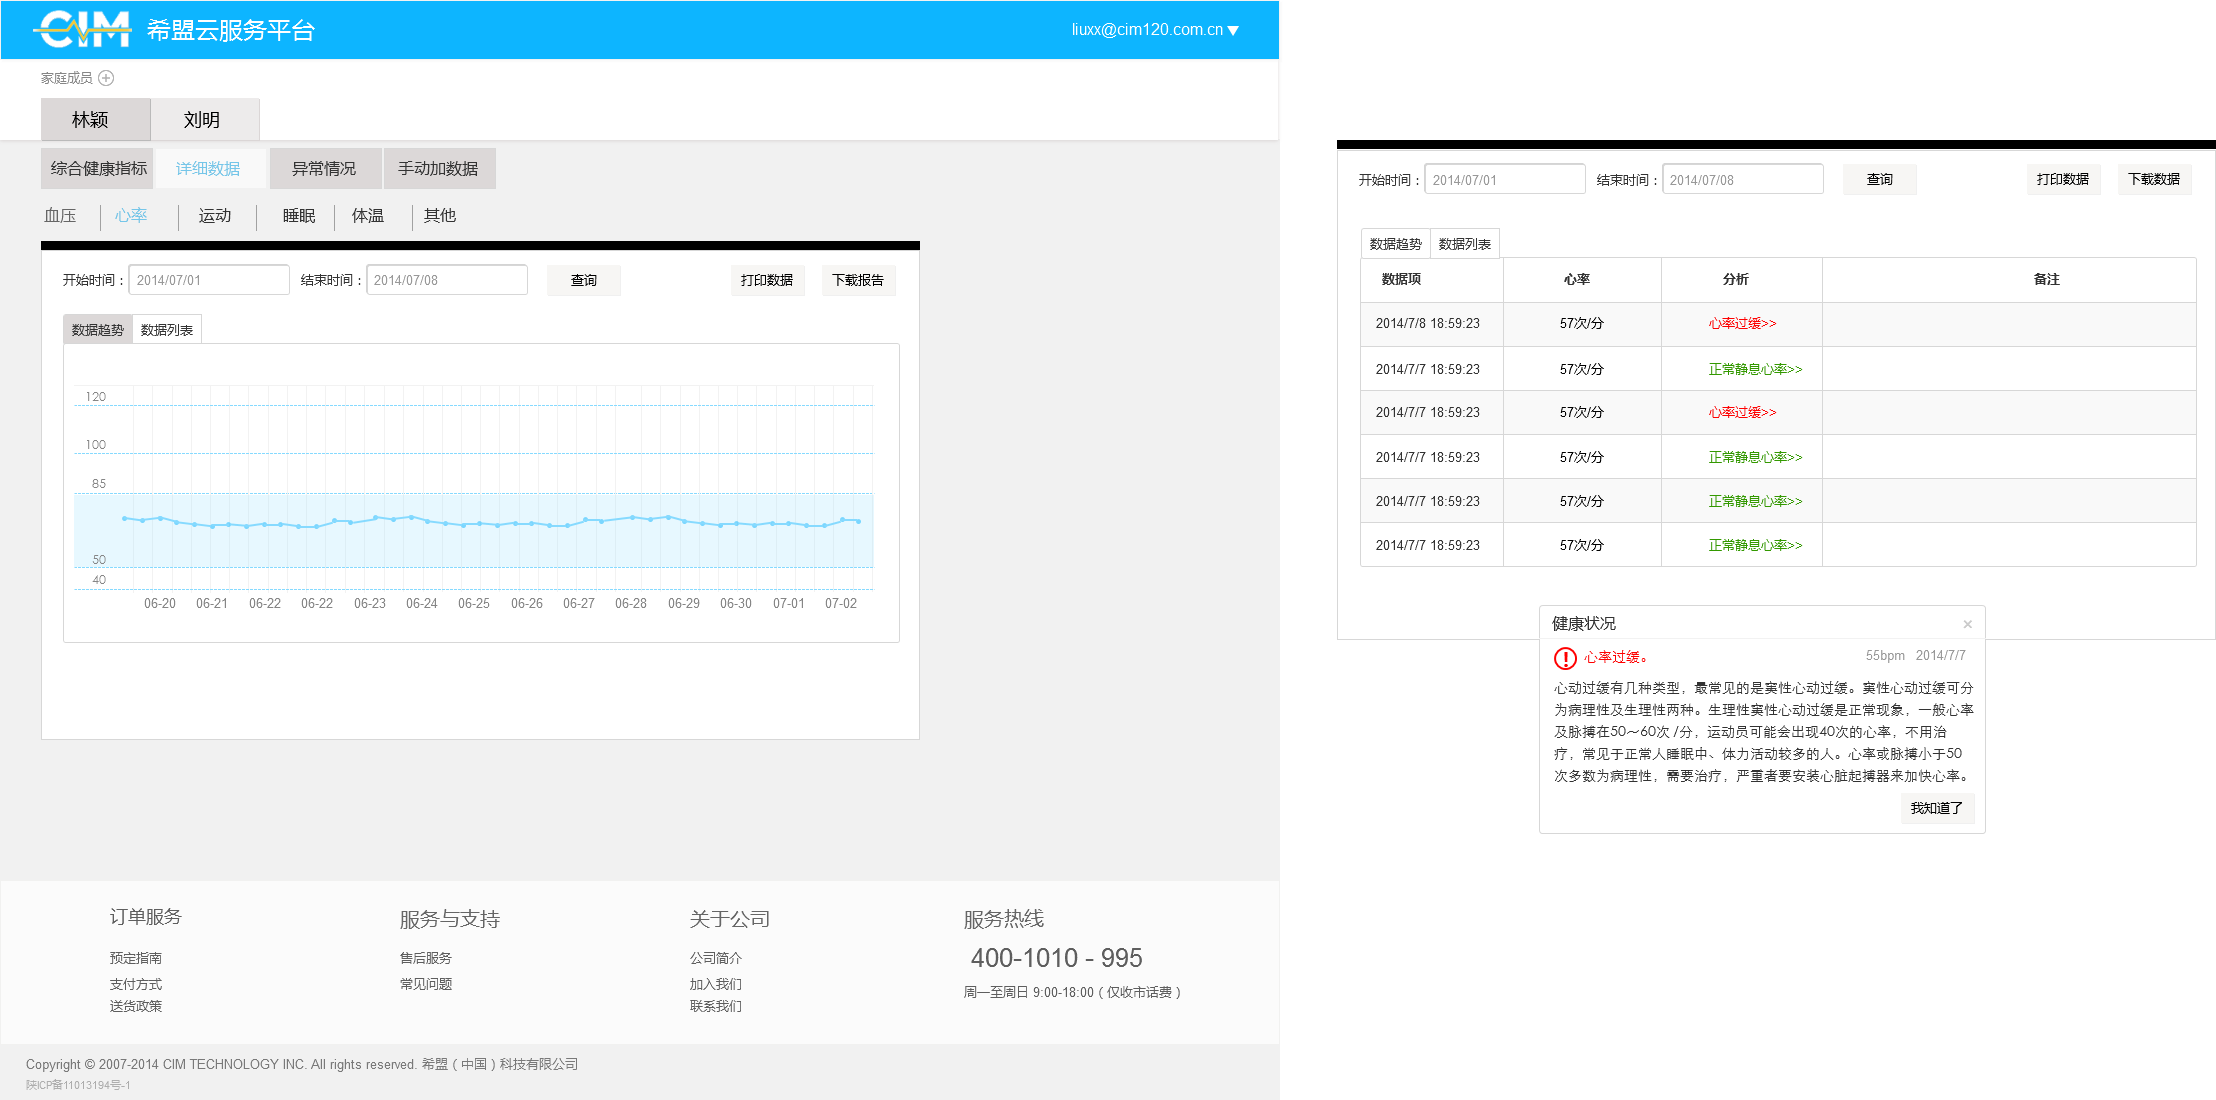 CIM 希盟云服务平台
liuxx@cim120.com.cn
家庭成员
林颖 刘明
综合健康指标 详细数据 异常情况 手动加数据
血压 心率 运动 睡眠 体温 其他
开始时间： 2014/07/01 结束时间： 2014/07/08 查询 打印数据 下载报告
数据趋势 数据列表
120
100
85
50
40
06-20 06-21 06-22 06-22 06-23 06-24 06-25 06-26 06-27 06-28 06-29 06-30 07-01 07-02
订单服务
预定指南
支付方式
送货政策
服务与支持
售后服务
常见问题
关于公司
公司简介
加入我们
联系我们
服务热线
400-1010 - 995
周一至周日 9:00-18:00（仅收市话费）
Copyright © 2007-2014 CIM TECHNOLOGY INC. All rights reserved. 希盟（中国）科技有限公司
陕ICP备11013194号-1
开始时间： 2014/07/01 结束时间： 2014/07/08 查询 打印数据 下载数据
数据趋势 数据列表
数据项 心率 分析 备注
2014/7/8 18:59:23 57次/分 心率过缓>>
2014/7/7 18:59:23 57次/分 正常静息心率>>
2014/7/7 18:59:23 57次/分 心率过缓>>
2014/7/7 18:59:23 57次/分 正常静息心率>>
2014/7/7 18:59:23 57次/分 正常静息心率>>
2014/7/7 18:59:23 57次/分 正常静息心率>>
健康状况 ×
心率过缓。 55bpm 2014/7/7
心动过缓有几种类型，最常见的是窦性心动过缓。窦性心动过缓可分
为病理性及生理性两种。生理性窦性心动过缓是正常现象，一般心率
及脉搏在50～60次 /分，运动员可能会出现40次的心率，不用治
疗，常见于正常人睡眠中、体力活动较多的人。心率或脉搏小于50
次多数为病理性，需要治疗，严重者要安装心脏起搏器来加快心率。
我知道了